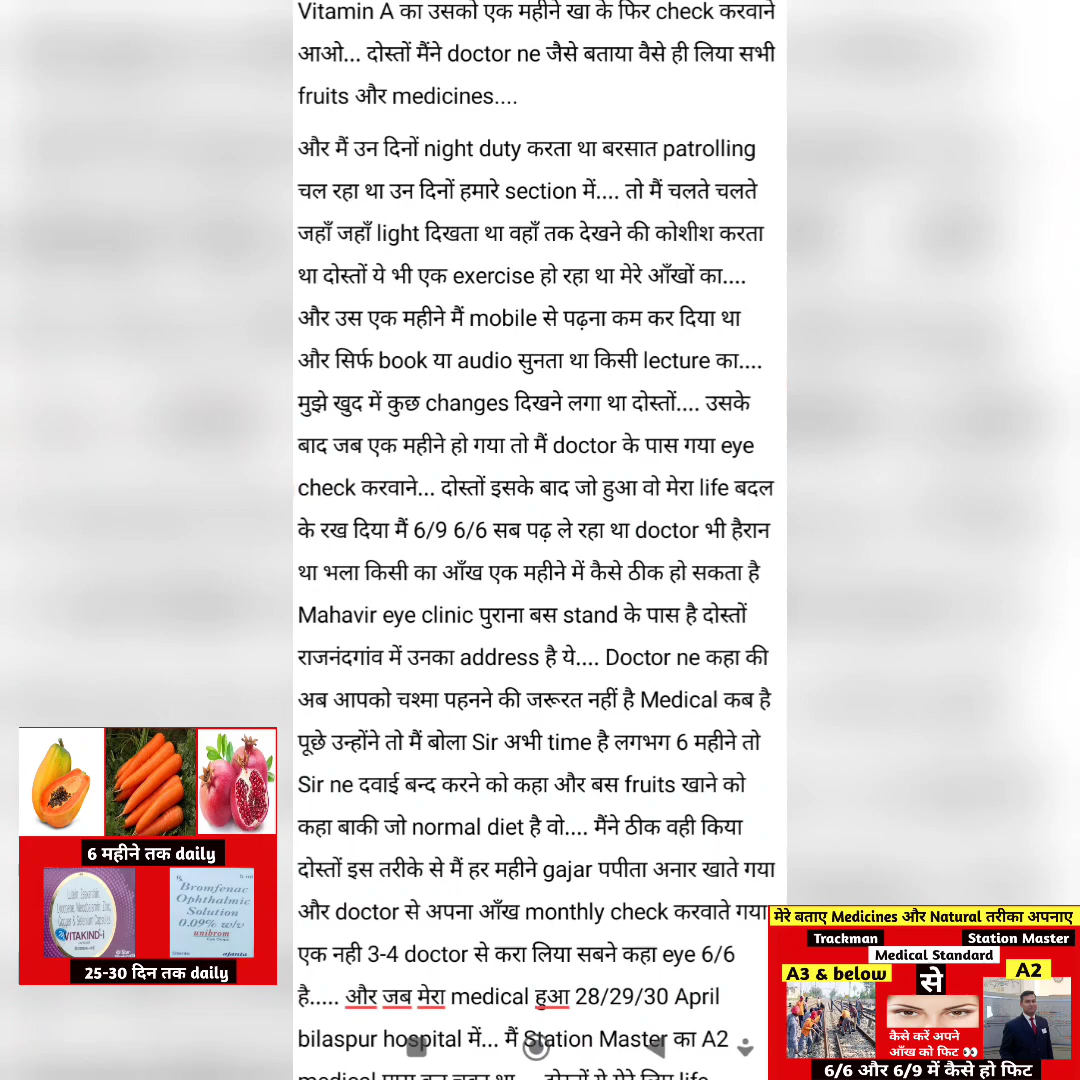 Vitamin A का उसको एक महीने खा के फिर check करवाने
आओ... दोस्तों मैंने doctor ne जैसे बताया वैसे ही लिया सभी
fruits और medicines....
और मैं उन दिनों night duty करता था बरसात patrolling
चल रहा था उन दिनों हमारे section में.... तो मैं चलते चलते
जहाँ जहाँ light दिखता था वहाँ तक देखने की कोशीश करता
था दोस्तों ये भी एक exercise हो रहा था मेरे आँखों का....
और उस एक महीने मैं mobile से पढ़ना कम कर दिया था
और सिर्फ book या audio सुनता था किसी lecture का....
मुझे खुद में कुछ changes दिखने लगा था दोस्तों.... उसके
बाद जब एक महीने हो गया तो मैं doctor के पास गया eye
check करवाने... दोस्तों इसके बाद जो हुआ वो मेरा life बदल
के रख दिया मैं 6/9 6/6 सब पढ़ ले रहा था doctor भी हैरान
था भला किसी का आँख एक महीने में कैसे ठीक हो सकता है
Mahavir eye clinic पुराना बस stand के पास है दोस्तों
राजनंदगांव में उनका address है ये.... Doctor ne कहा की
अब आपको चश्मा पहनने की जरूरत नहीं है Medical कब है
पूछे उन्होंने तो मैं बोला Sir अभी time है लगभग 6 महीने तो
Sir ne दवाई बन्द करने को कहा और बस fruits खाने को
कहा बाकी जो normal diet है वो.... मैंने ठीक वही किया
दोस्तों इस तरीके से मैं हर महीने gajar पपीता अनार खाते गया
और doctor से अपना आँख monthly check करवाते गया
एक नही 3-4 doctor से करा लिया सबने कहा eye 6/6
है..... और जब मेरा medical हुआ 28/29/30 April
bilaspur hospital में... मैं Station Master का A2
6 महीने तक daily
VITAKIND-i
Bromfenac
Ophthalmic
Solution
0.09% w/v
unibrom
ajanta
25-30 दिन तक daily
मेरे बताए Medicines और Natural तरीका अपनाए
Trackman
Station Master
Medical Standard
A3 & below
से
A2
कैसे करें अपने
आँख को फिट 👀
6/6 और 6/9 में कैसे हो फिट